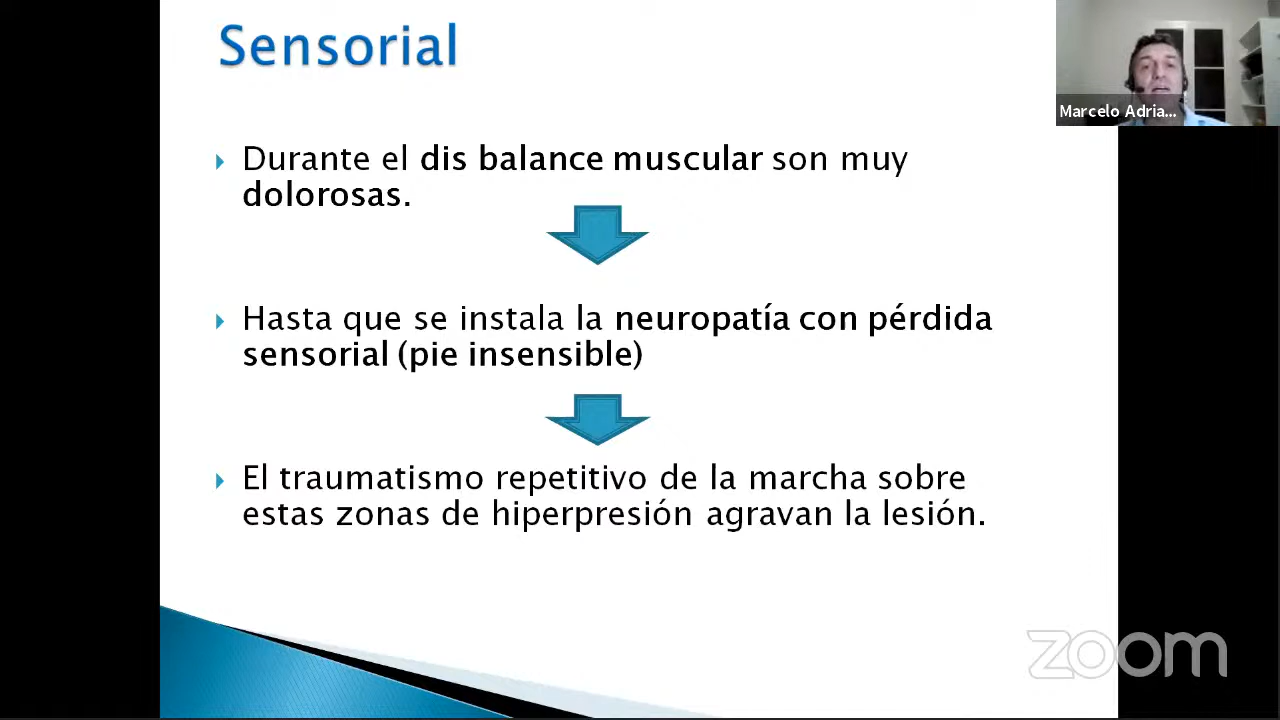 Sensorial
Marcelo Adria...
Durante el dis balance muscular son muy
dolorosas.
Hasta que se instala la neuropatía con pérdida
sensorial (pie insensible)
El traumatismo repetitivo de la marcha sobre
estas zonas de hiperpresión agravan la lesión.
zoom